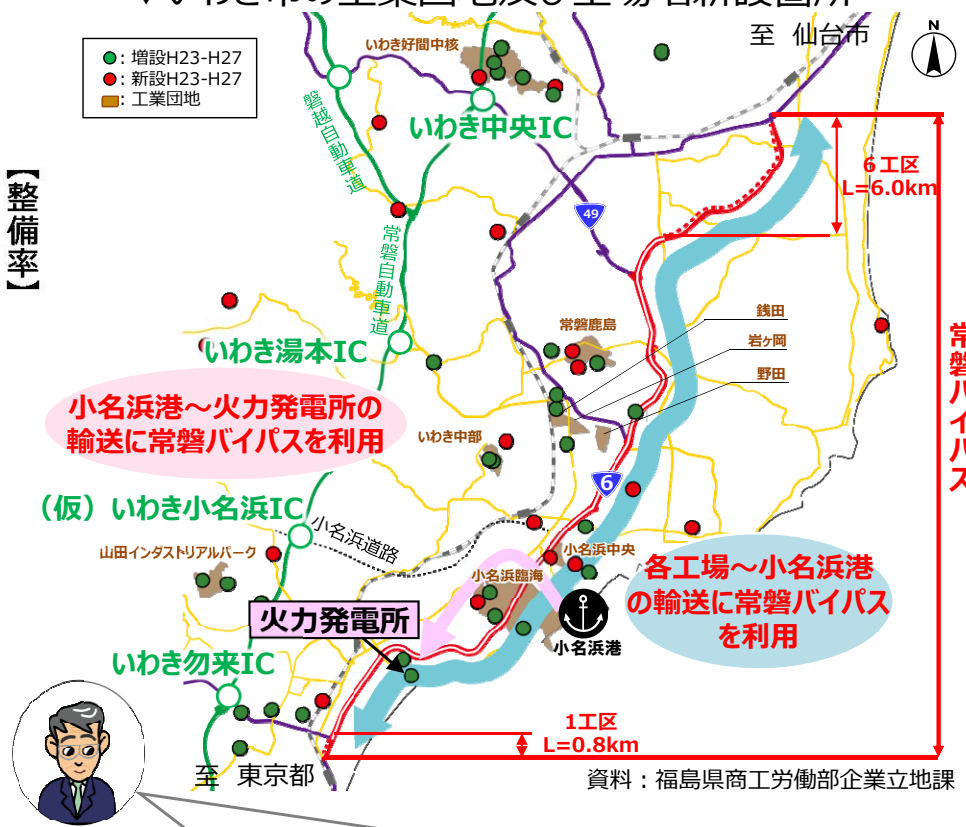 ▽いわき市の工業団地及び工場増新設箇所
至 仙台市
N
●：増設H23-H27
●：新設H23-H27
：工業団地
いわき好間中核
いわき中央IC
磐越自動車道
6工区
L=6.0km
【整備率】
49
常磐自動車道
銭田
常磐鹿島
岩ヶ岡
野田
いわき湯本IC
常磐バイパス
小名浜港～火力発電所の
輸送に常磐バイパスを利用
いわき中部
6
（仮）いわき小名浜IC
小名浜道路
山田インダストリアルパーク
小名浜中央
小名浜臨海
各工場～小名浜港
の輸送に常磐バイパス
を利用
火力発電所
小名浜港
いわき勿来IC
1工区
L=0.8km
至 東京都
資料：福島県商工労働部企業立地課